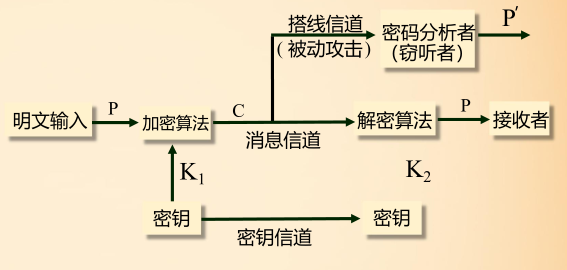 搭线信道
(被动攻击)
密码分析者
(窃听者)
P′
明文输入
P
加密算法
C
消息信道
解密算法
P
接收者
K1
K2
密钥
密钥信道
密钥